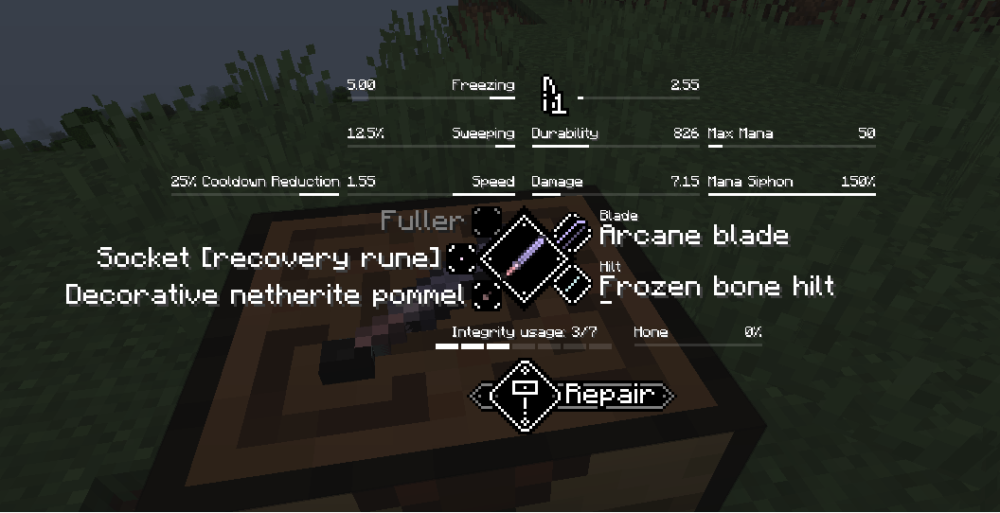 5.00 Freezing 1 2.55
12.5% Sweeping Durability 826 Max Mana 50
25% Cooldown Reduction 1.55 Speed Damage 7.15 Mana Siphon 150%
Fuller
Blade
Arcane blade
Socket [recovery rune]
Hilt
Frozen bone hilt
Decorative netherite pommel
Integrity usage: 3/7 Hone 0%
Repair